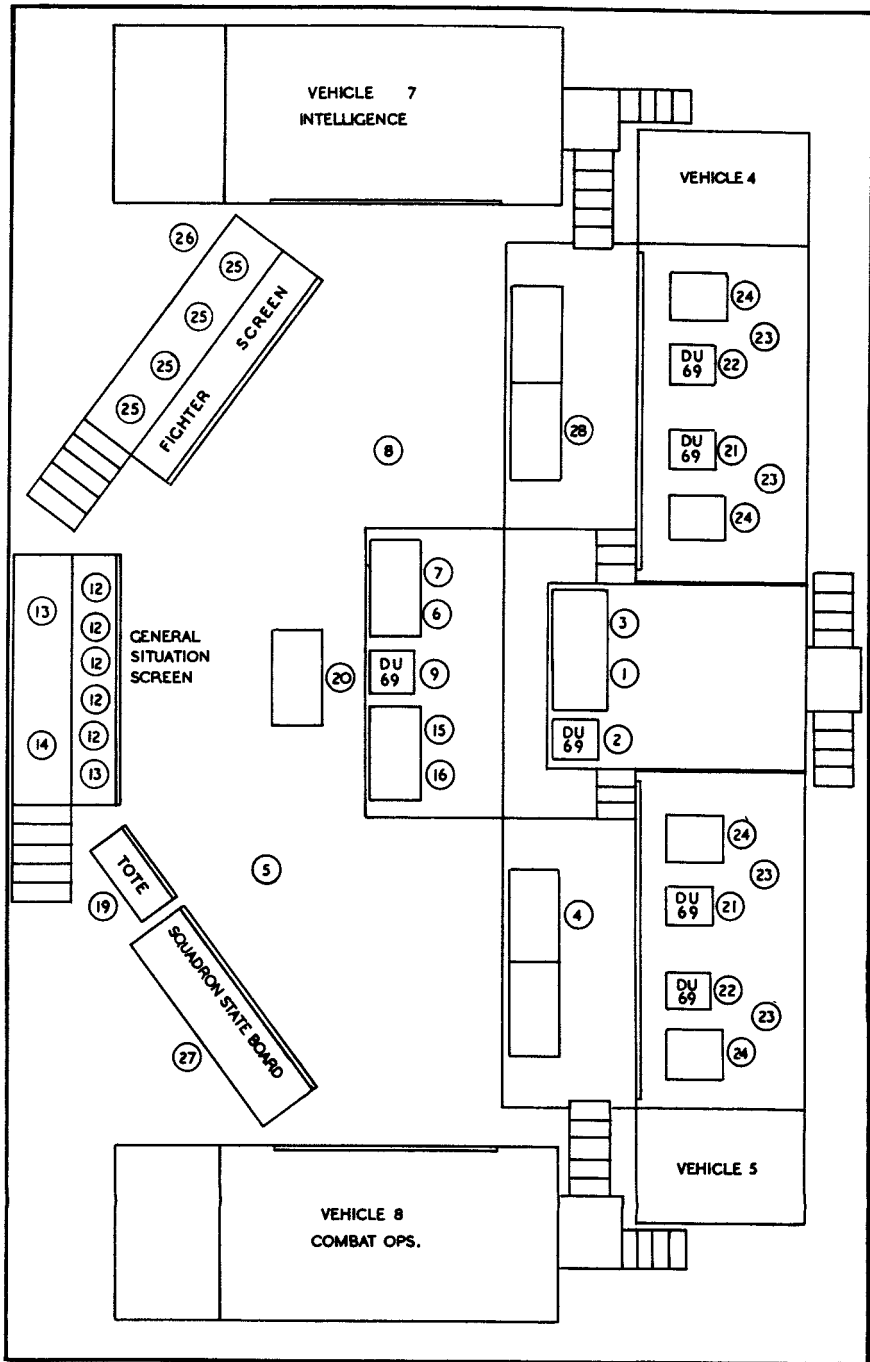 VEHICLE 7
INTELLIGENCE
VEHICLE 4
26
25
25
25
25
FIGHTER SCREEN
24
23
DU
69
22
28
8
DU
69
21
23
24
7
6
DU
69
9
20
15
16
3
1
DU
69
2
13
12
12
12
12
12
13
14
GENERAL
SITUATION
SCREEN
5
TOTE
19
SQUADRON STATE BOARD
27
4
24
23
DU
69
21
DU
69
22
23
24
VEHICLE 5
VEHICLE 8
COMBAT OPS.